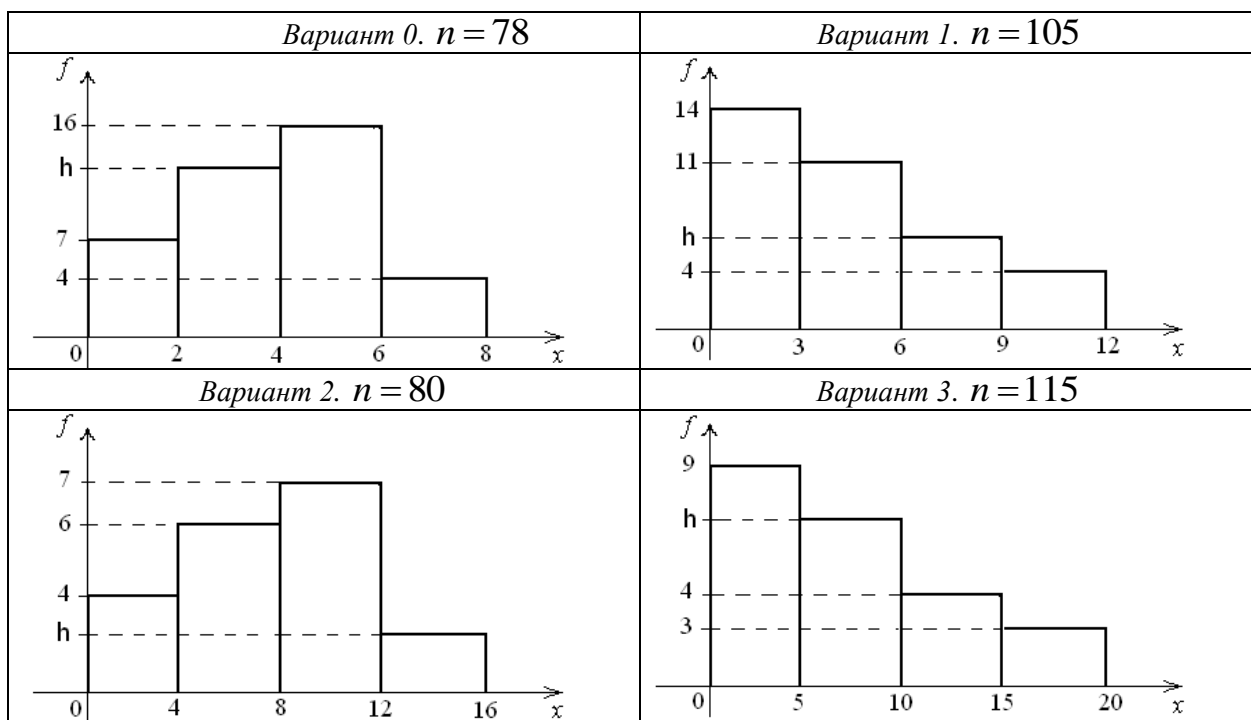 Вариант 0. n = 78
Вариант 1. n = 105
f
16
h
7
4
0 2 4 6 8 x
f
14
11
h
4
0 3 6 9 12 x
Вариант 2. n = 80
Вариант 3. n = 115
f
7
6
4
h
0 4 8 12 16 x
f
9
h
4
3
0 5 10 15 20 x